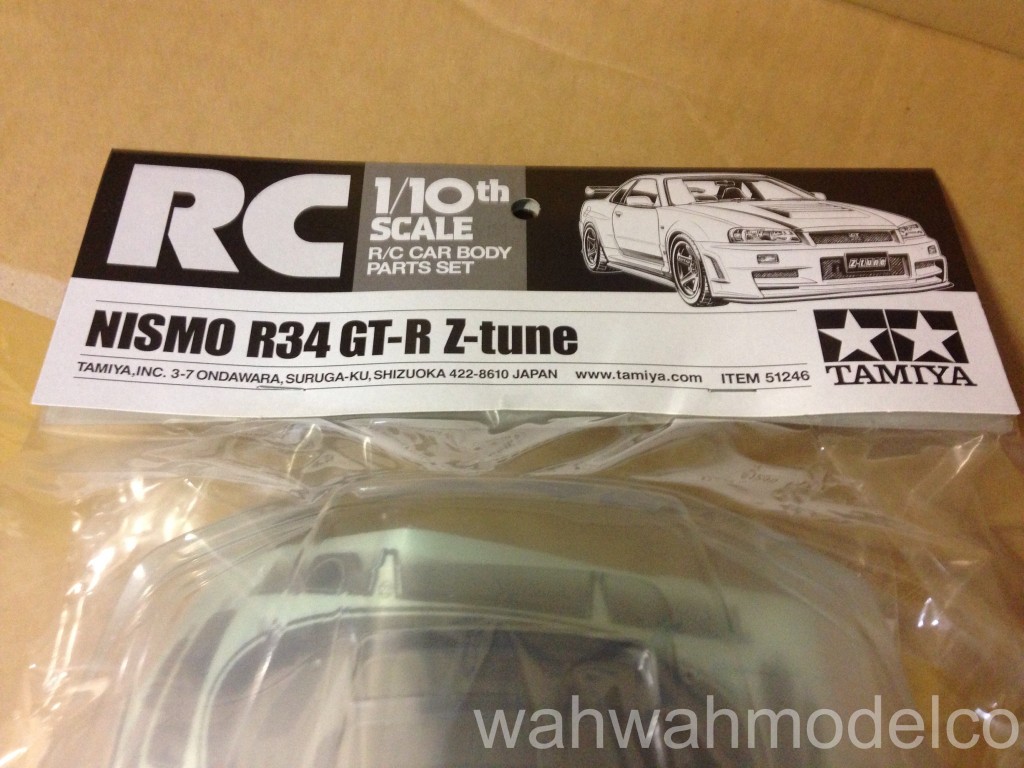 RC
1/10th
SCALE
R/C CAR BODY
PARTS SET
Z-tune
NISMO R34 GT-R Z-tune
TAMIYA
TAMIYA,INC. 3-7 ONDAWARA, SURUGA-KU, SHIZUOKA 422-8610 JAPAN www.tamiya.com ITEM 51246
wahwahmodelco